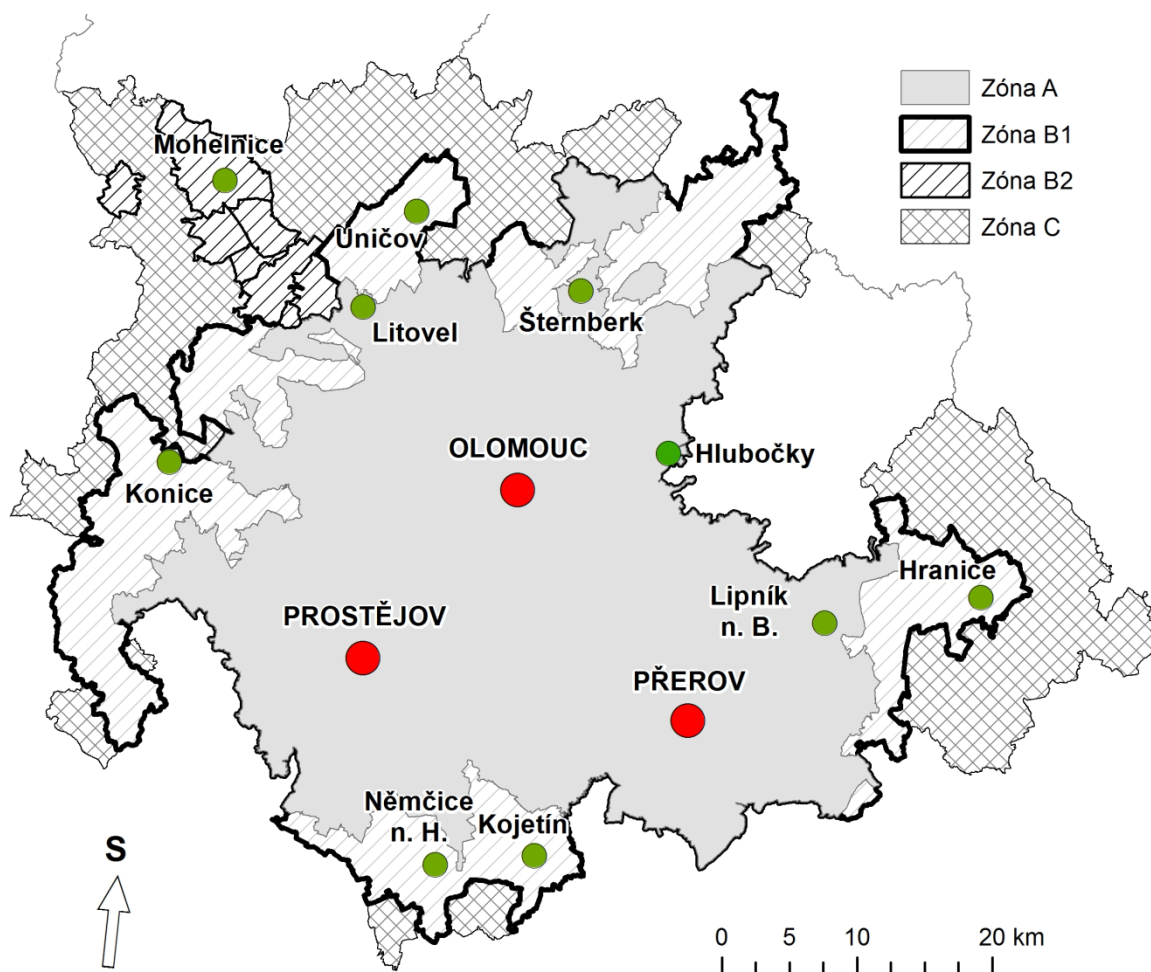 Zóna A
Zóna B1
Zóna B2
Zóna C
Mohelnice
Uničov
Litovel
Šternberk
OLOMOUC
Hlubočky
Konice
Hranice
Lipník
n. B.
PROSTĚJOV
PŘEROV
Němčice
n. H.
Kojetín
S
0 5 10 20 km